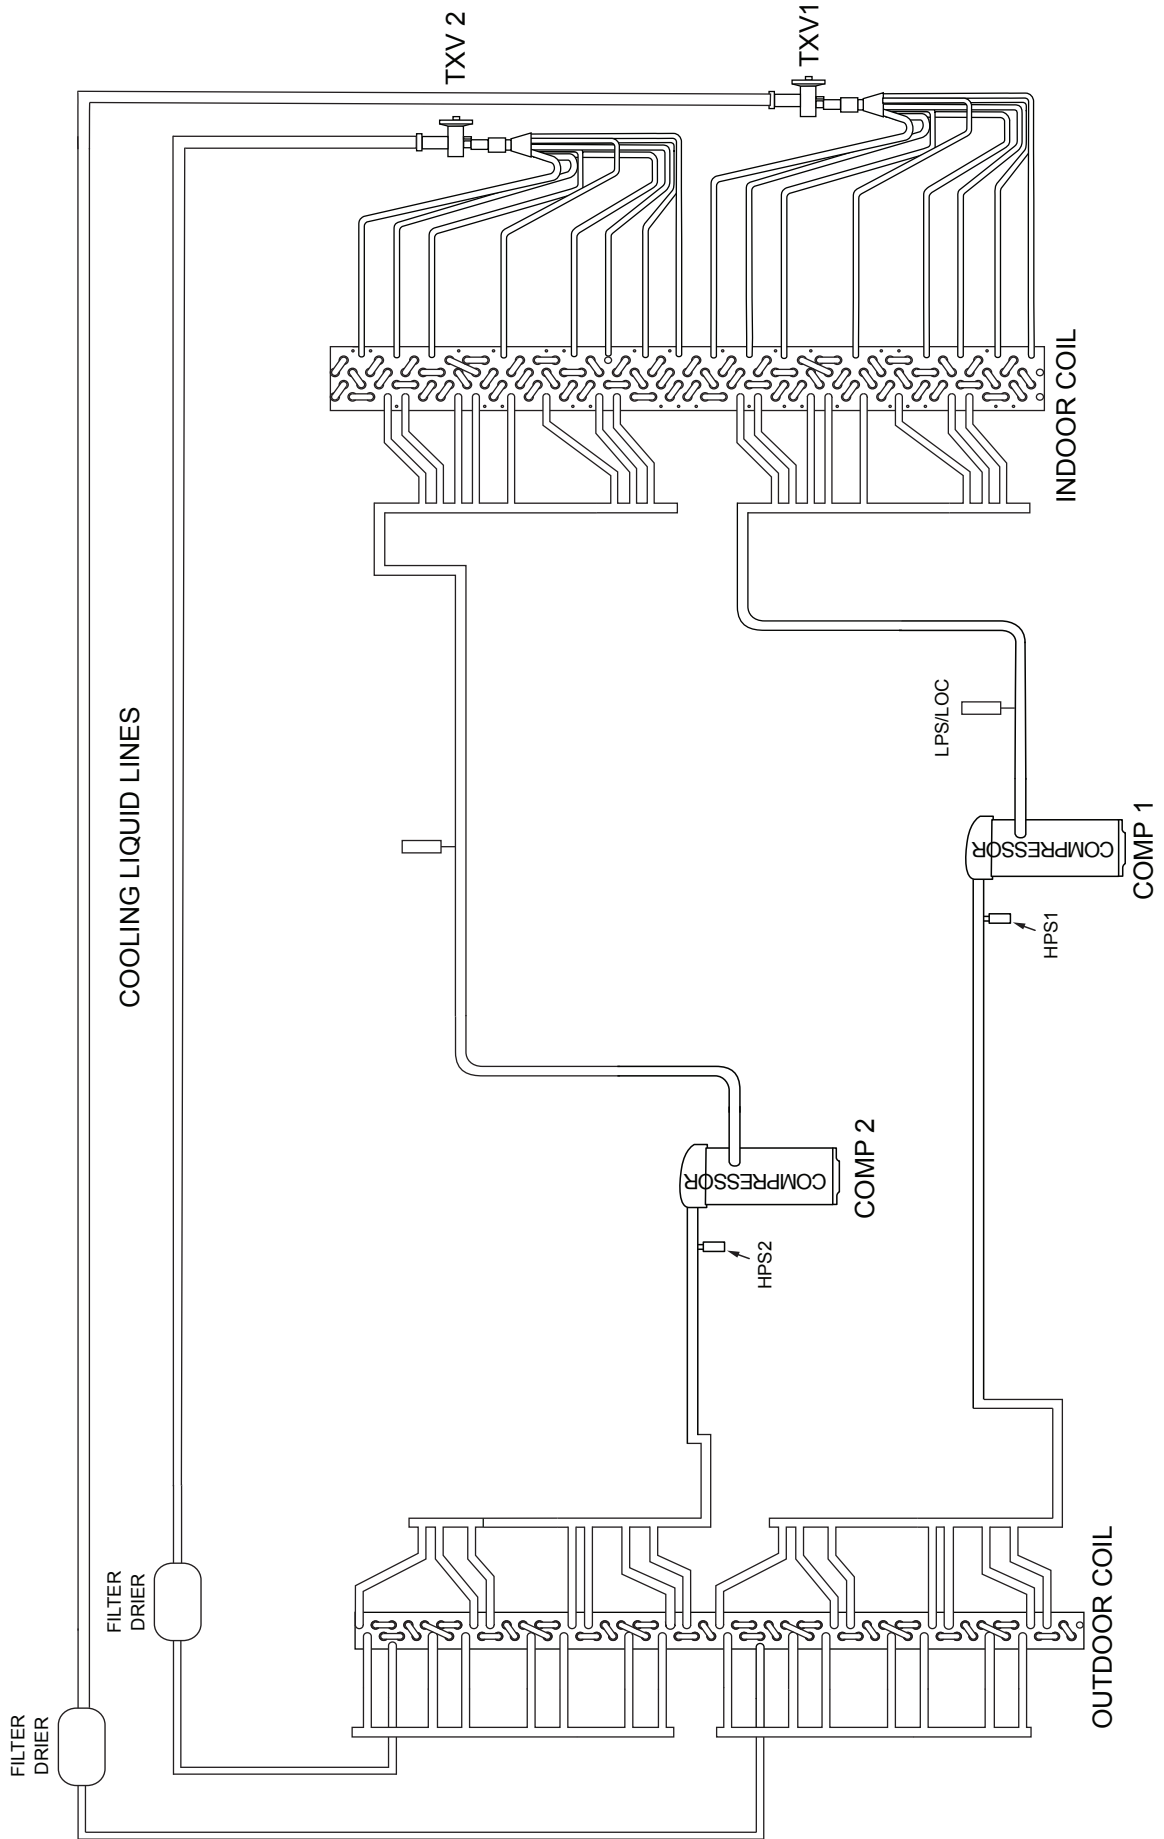 TXV 2
TXV1
COOLING LIQUID LINES
INDOOR COIL
LPS/LOC
COMPRESSOR
COMP 1
HPS1
COMPRESSOR
COMP 2
HPS2
FILTER
DRIER
FILTER
DRIER
OUTDOOR COIL